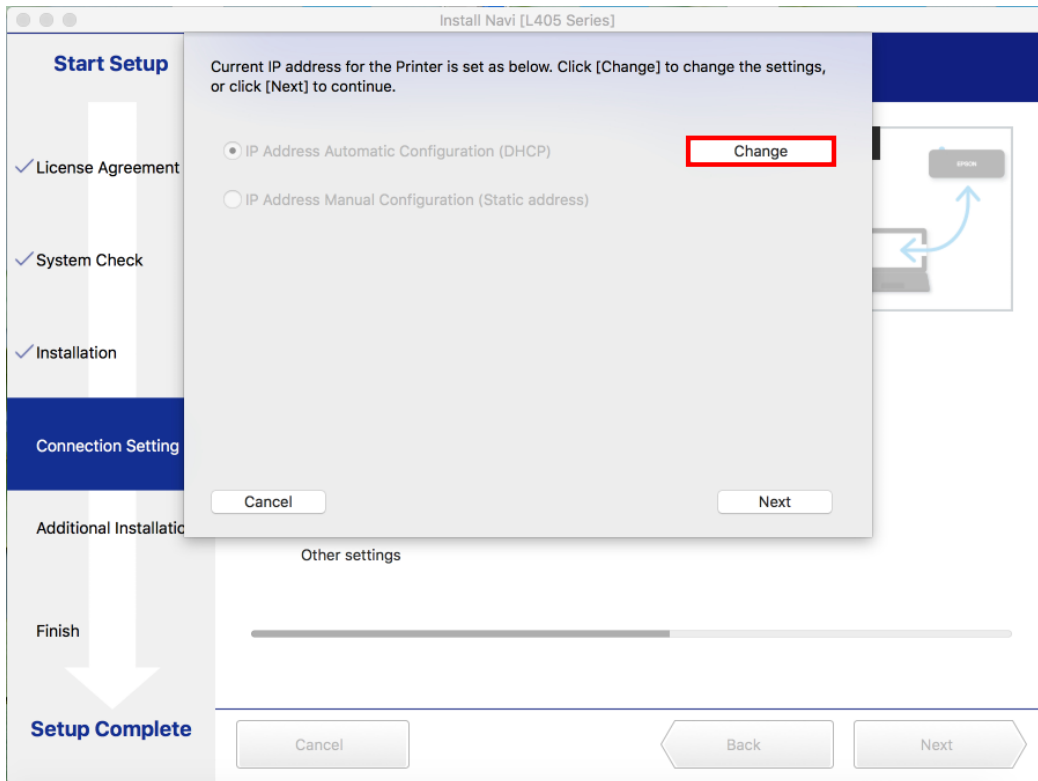 Install Navi [L405 Series]
Start Setup
License Agreement
System Check
Installation
Connection Setting
Additional Installatio
Finish
Setup Complete
Current IP address for the Printer is set as below. Click [Change] to change the settings,
or click [Next] to continue.
IP Address Automatic Configuration (DHCP)
Change
IP Address Manual Configuration (Static address)
Cancel
Next
EPSON
Other settings
Cancel
Back
Next